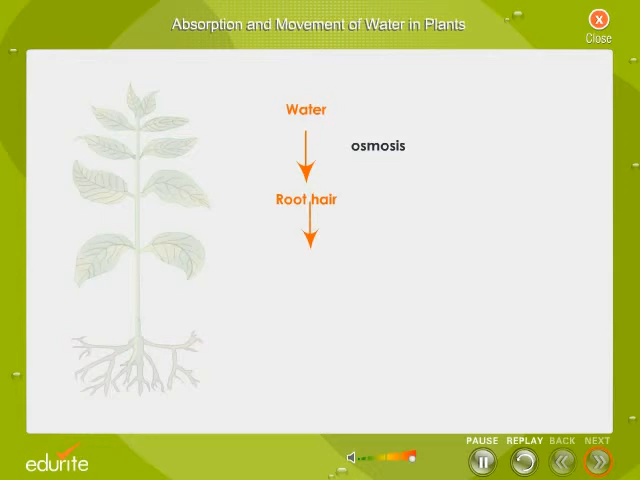 Absorption and Movement of Water in Plants
X
Close
Water
osmosis
Root hair
PAUSE REPLAY BACK NEXT
edurite